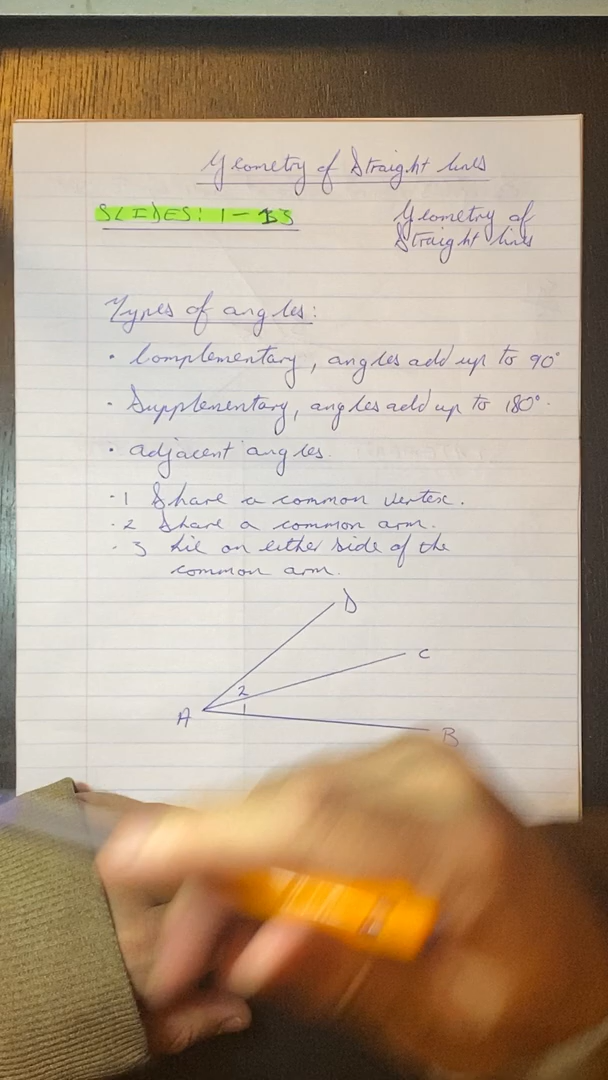 Geometry of Straight lines
SLIDES: 1 - 53
Geometry of
Straight lines
Types of angles:
• Complementary, angles add up to 90°
• Supplementary, angles add up to 180°.
• adjacent angles.
• 1 Share a common vertex.
• 2 Share a common arm.
• 3 Lie on either side of the
common arm.
D
C
2
A
1
B